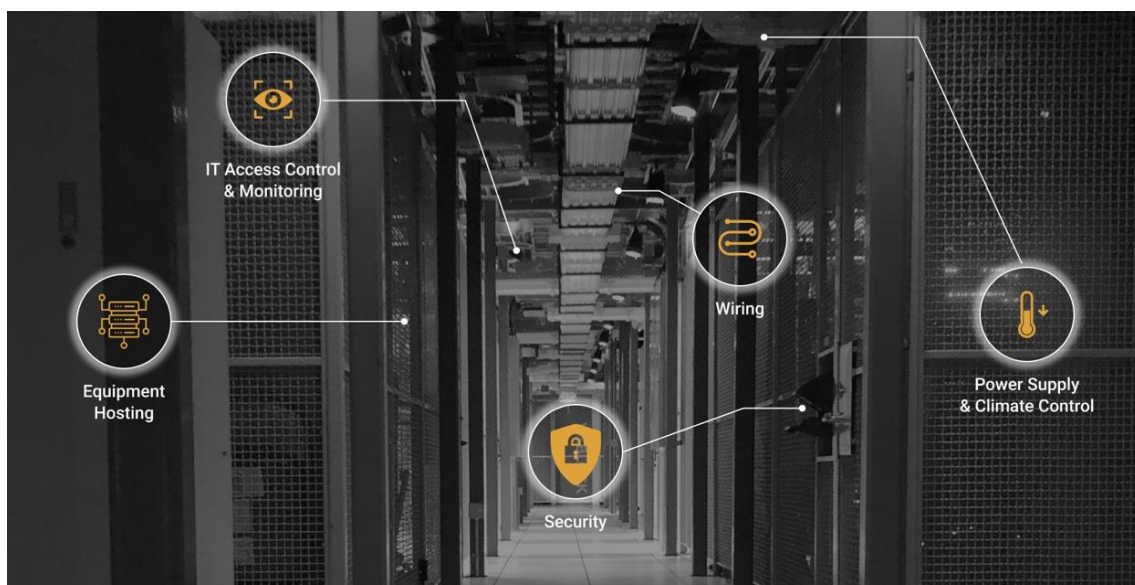 IT Access Control
& Monitoring
Wiring
Equipment
Hosting
Power Supply
& Climate Control
Security